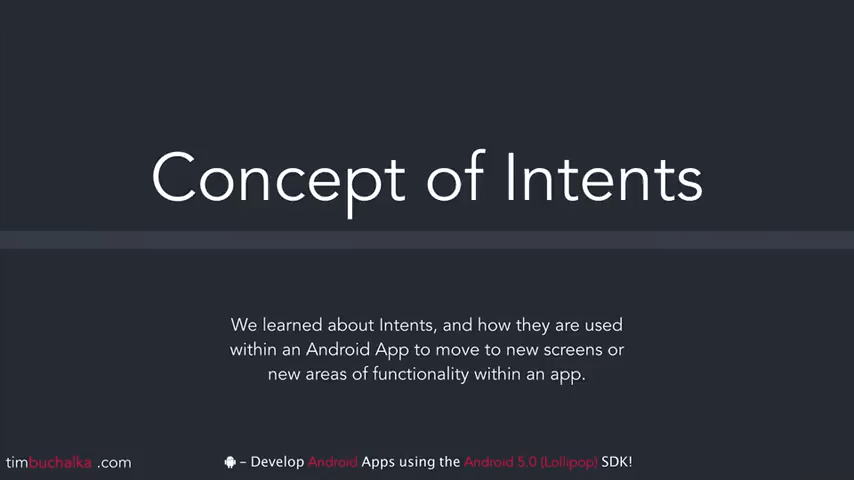 Concept of Intents
We learned about Intents, and how they are used
within an Android App to move to new screens or
new areas of functionality within an app.
timbuchalka .com
– Develop Android Apps using the Android 5.0 (Lollipop) SDK!